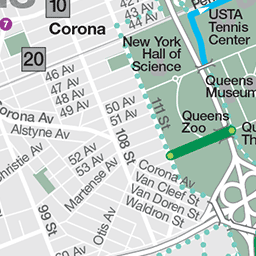 10
Corona
7
20
USTA
Tennis
Center
New York
Hall of
Science
46 Av
47 Av
48 Av
49 Av
50 Av
51 Av
111 St
Queens
Museum
Corona Av
Alstyne Av
108 St
Queens
Zoo
52 Av
53 Av
Martense Av
99 St
Otis Av
Corona Av
Van Cleef St
Van Doren St
Waldron St